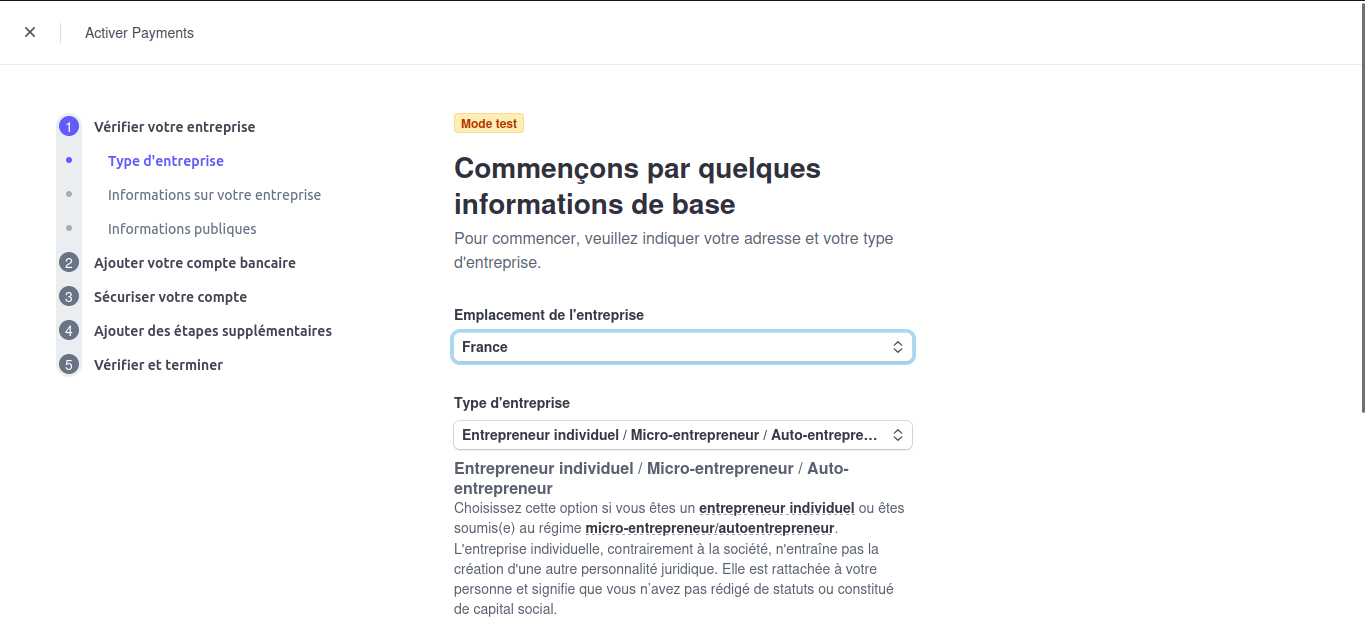 Activer Payments
1 Vérifier votre entreprise
Type d'entreprise
Informations sur votre entreprise
Informations publiques
2 Ajouter votre compte bancaire
3 Sécuriser votre compte
4 Ajouter des étapes supplémentaires
5 Vérifier et terminer
Mode test
Commençons par quelques
informations de base
Pour commencer, veuillez indiquer votre adresse et votre type
d'entreprise.
Emplacement de l'entreprise
France
Type d'entreprise
Entrepreneur individuel / Micro-entrepreneur / Auto-entrepre...
Entrepreneur individuel / Micro-entrepreneur / Auto-
entrepreneur
Choisissez cette option si vous êtes un entrepreneur individuel ou êtes
soumis(e) au régime micro-entrepreneur/autoentrepreneur.
L'entreprise individuelle, contrairement à la société, n'entraîne pas la
création d'une autre personnalité juridique. Elle est rattachée à votre
personne et signifie que vous n’avez pas rédigé de statuts ou constitué
de capital social.